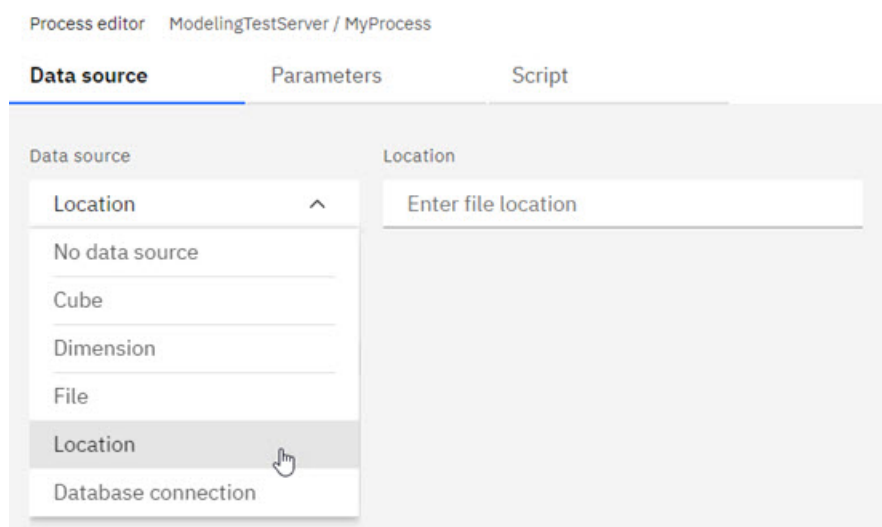 Process editor ModelingTestServer / MyProcess
Data source Parameters Script
Data source Location
Location Enter file location
No data source
Cube
Dimension
File
Location
Database connection